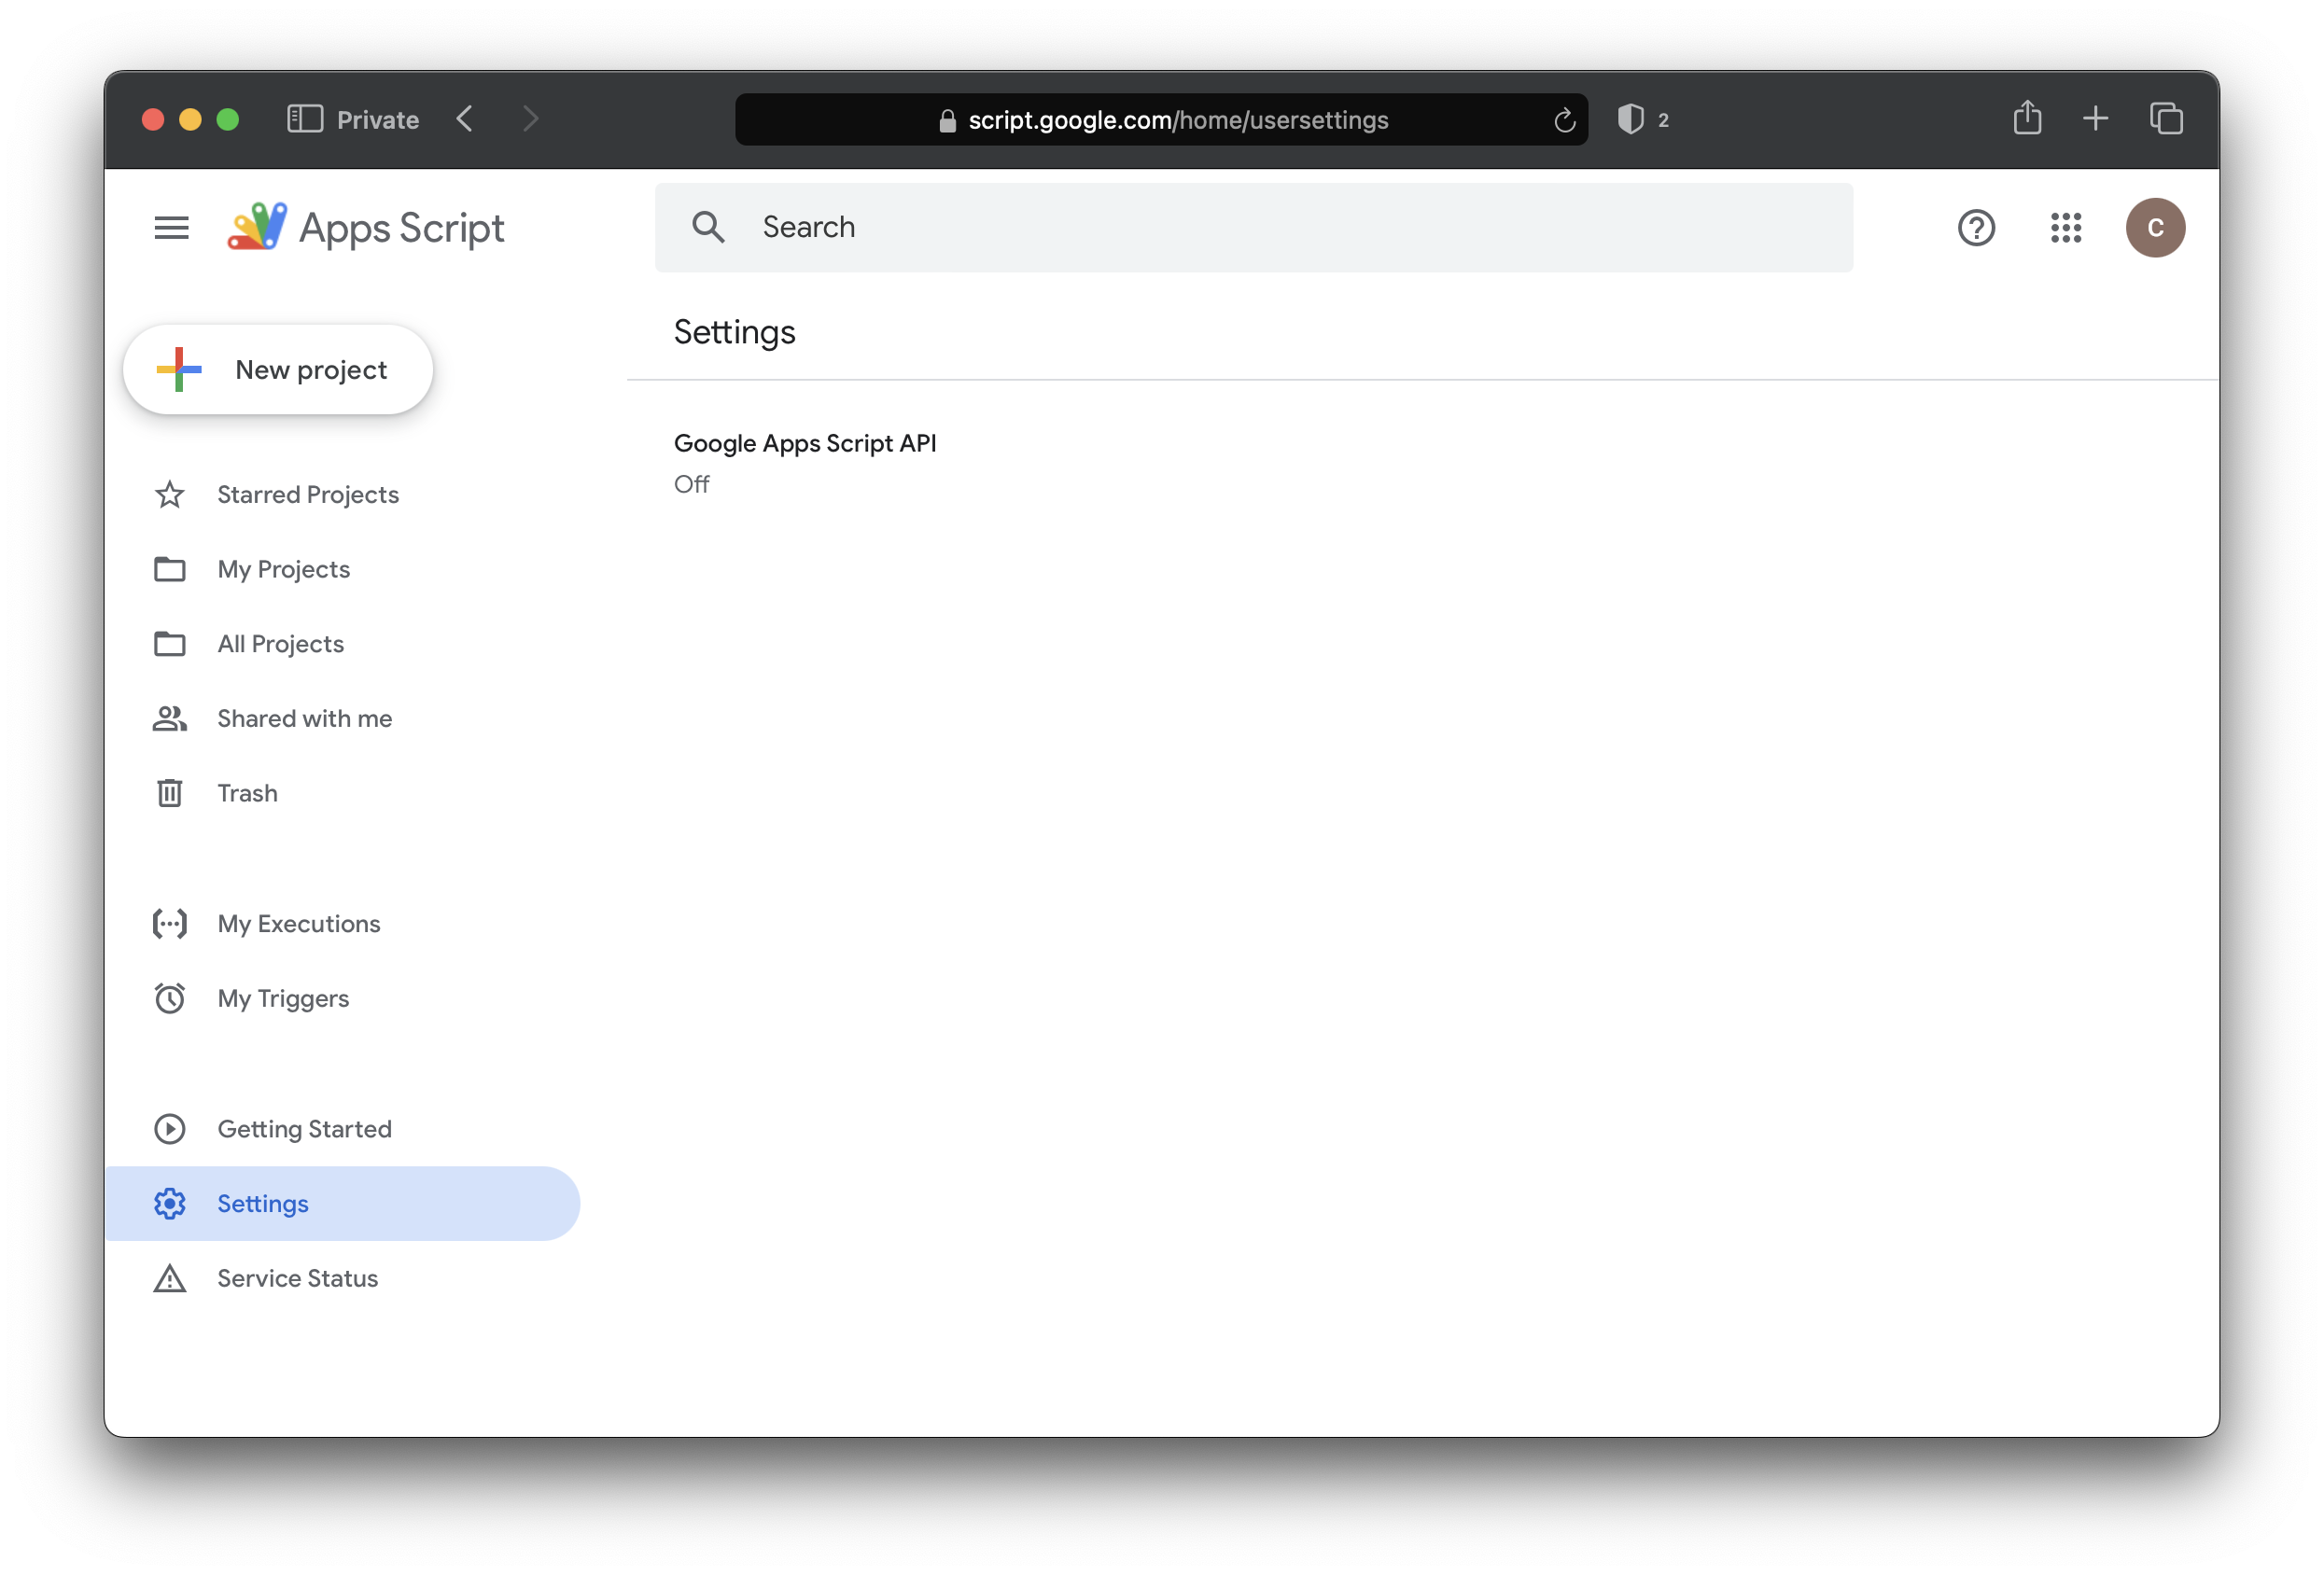 Private
script.google.com/home/usersettings
2
Apps Script
Search
C
New project
Settings
Google Apps Script API
Off
Starred Projects
My Projects
All Projects
Shared with me
Trash
My Executions
My Triggers
Getting Started
Settings
Service Status